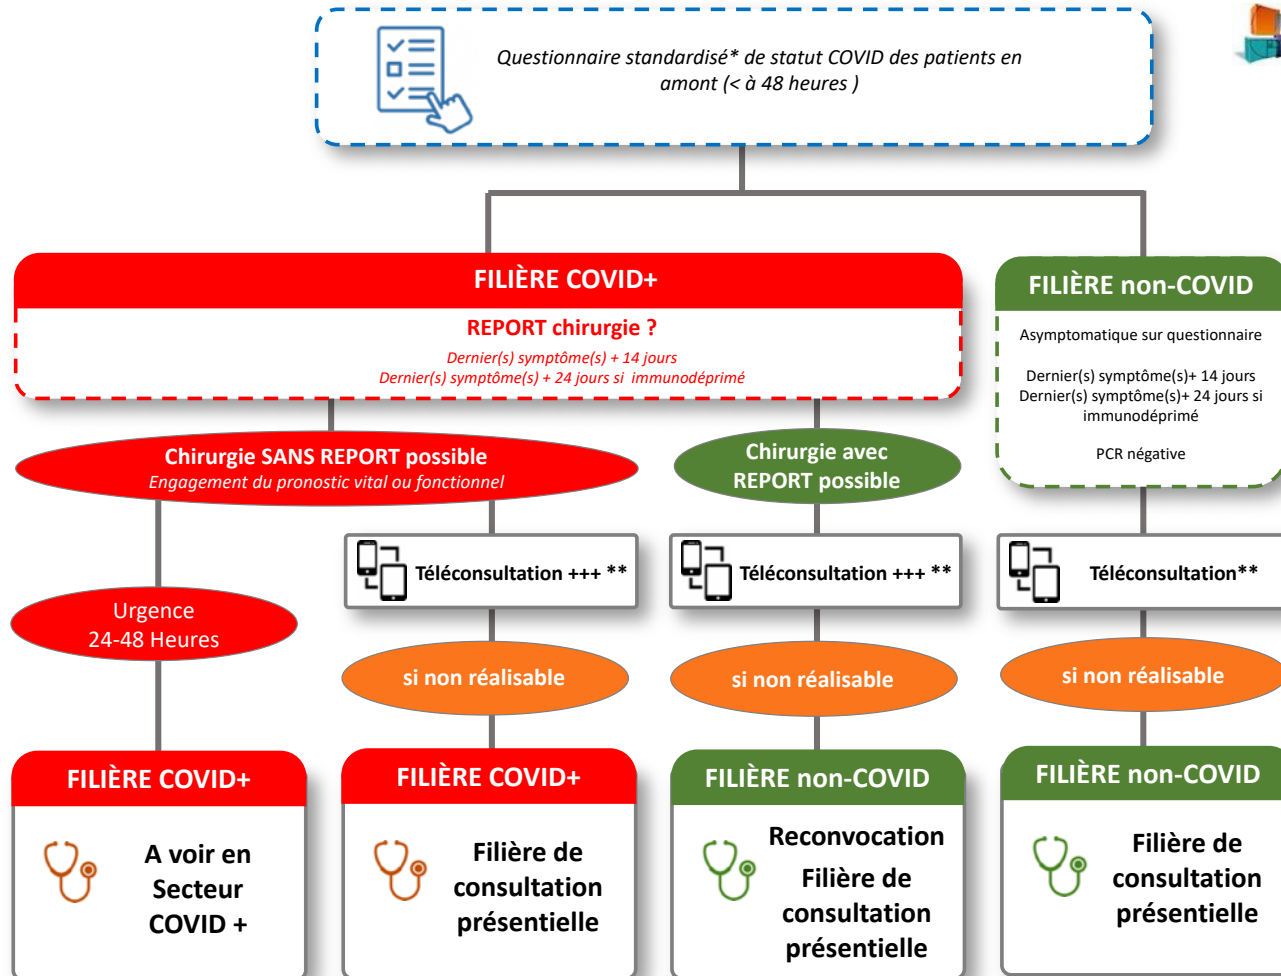 Questionnaire standardisé* de statut COVID des patients en
amont (< à 48 heures )
FILIÈRE COVID+
REPORT chirurgie ?
Dernier(s) symptôme(s) + 14 jours
Dernier(s) symptôme(s) + 24 jours si immunodéprimé
FILIÈRE non-COVID
Asymptomatique sur questionnaire
Dernier(s) symptôme(s)+ 14 jours
Dernier(s) symptôme(s)+ 24 jours si
immunodéprimé
PCR négative
Chirurgie SANS REPORT possible
Engagement du pronostic vital ou fonctionnel
Chirurgie avec
REPORT possible
Urgence
24-48 Heures
Téléconsultation +++ **
Téléconsultation +++ **
Téléconsultation**
si non réalisable
si non réalisable
si non réalisable
FILIÈRE COVID+
A voir en
Secteur
COVID +
FILIÈRE COVID+
Filière de
consultation
présentielle
FILIÈRE non-COVID
Reconvocation
Filière de
consultation
présentielle
FILIÈRE non-COVID
Filière de
consultation
présentielle